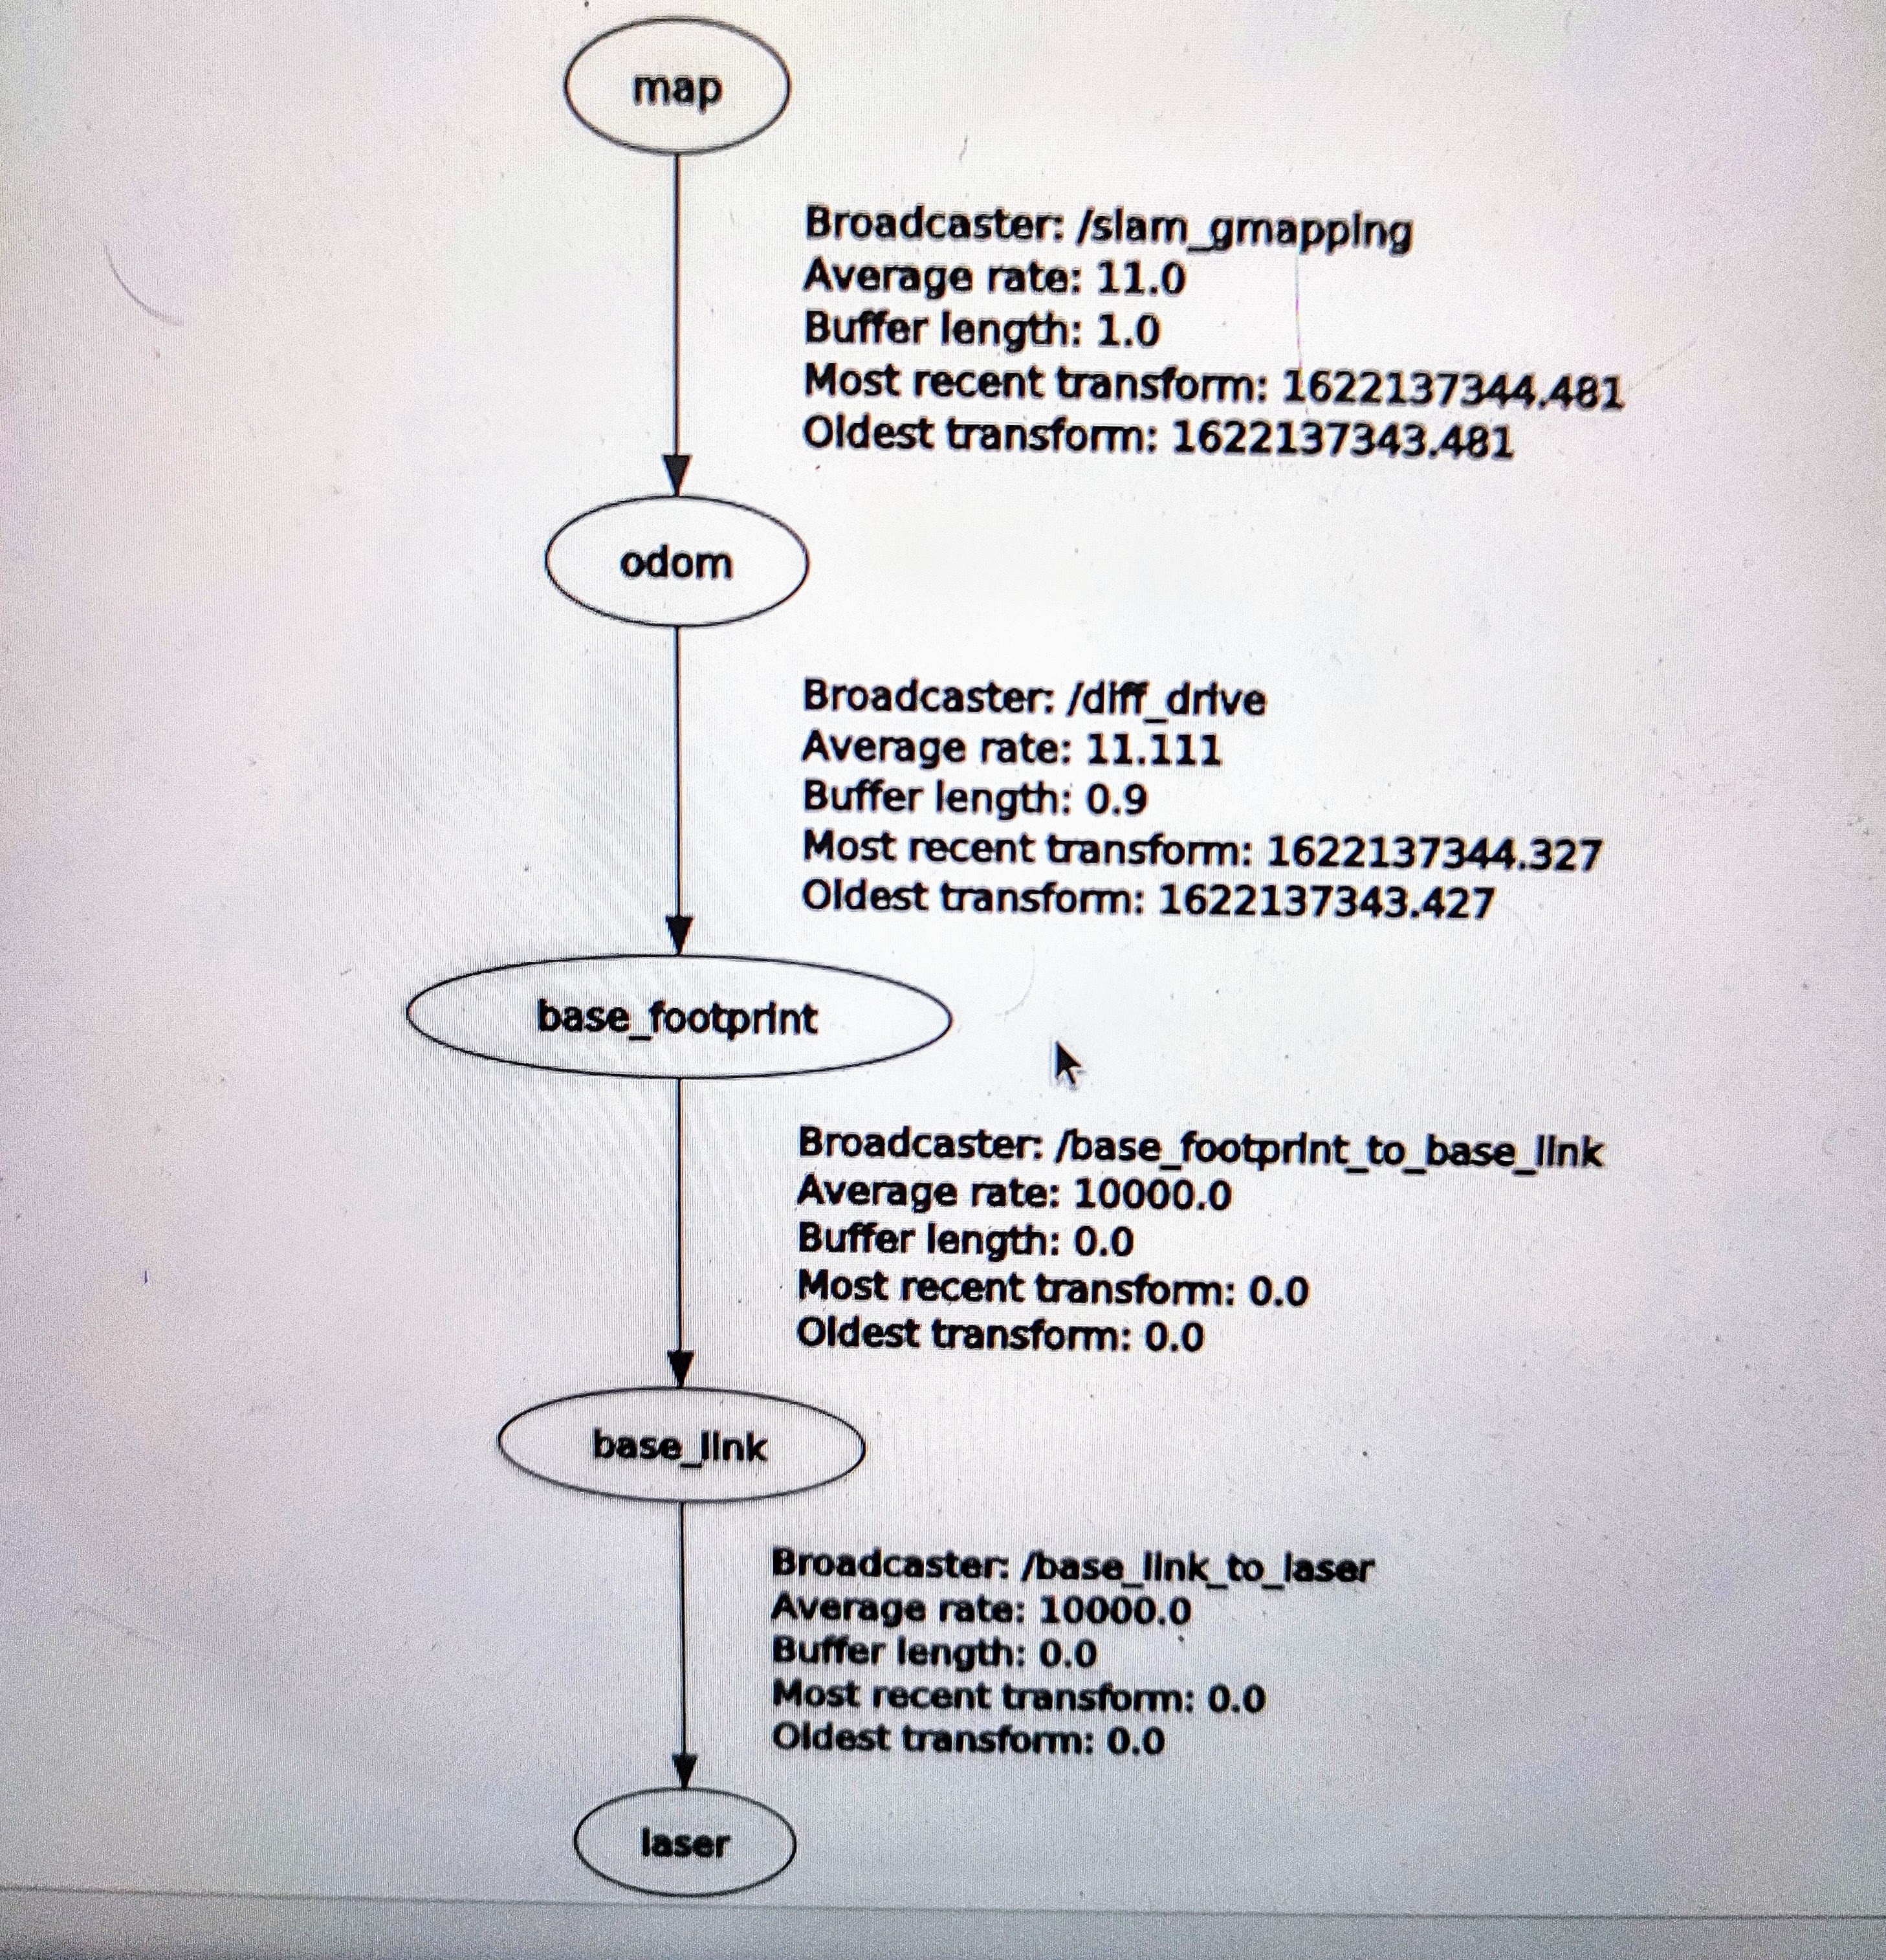 map
Broadcaster: /slam_gmapping
Average rate: 11.0
Buffer length: 1.0
Most recent transform: 1622137344.481
Oldest transform: 1622137343.481
odom
Broadcaster: /diff_drive
Average rate: 11.111
Buffer length: 0.9
Most recent transform: 1622137344.327
Oldest transform: 1622137343.427
base_footprint
Broadcaster: /base_footprint_to_base_link
Average rate: 10000.0
Buffer length: 0.0
Most recent transform: 0.0
Oldest transform: 0.0
base_link
Broadcaster: /base_link_to_laser
Average rate: 10000.0
Buffer length: 0.0
Most recent transform: 0.0
Oldest transform: 0.0
laser